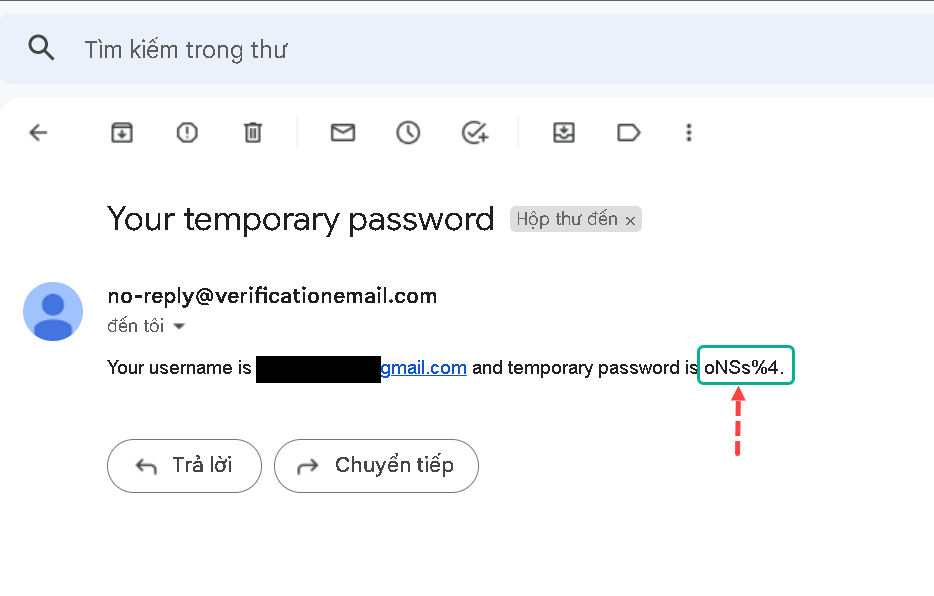 Tìm kiếm trong thư
Your temporary password Hộp thư đến ×
no-reply@verificationemail.com
đến tôi
Your username is gmail.com and temporary password is oNSs%4.
Trả lời Chuyển tiếp